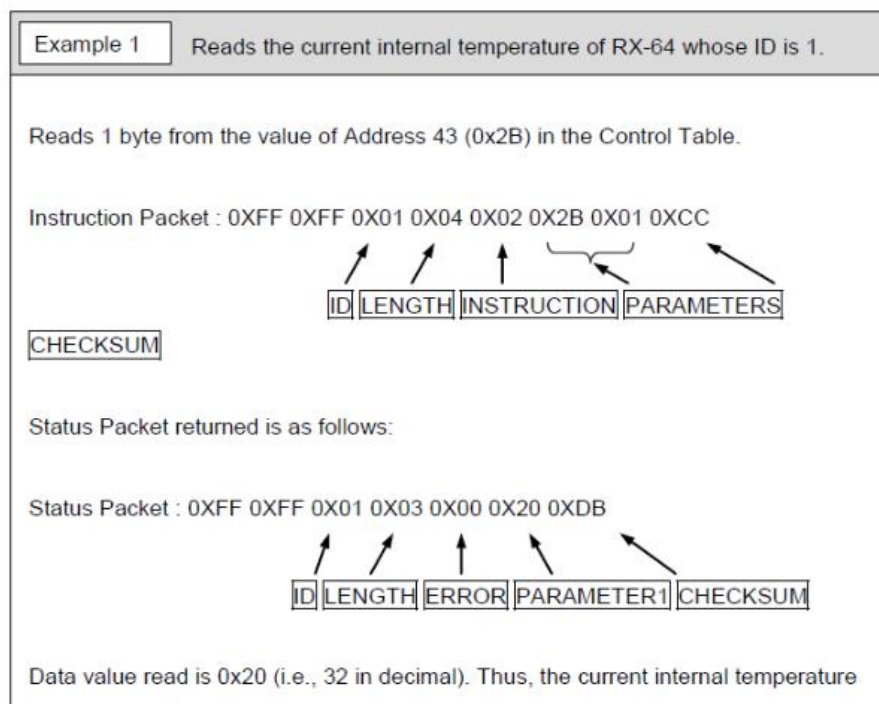 Example 1 Reads the current internal temperature of RX-64 whose ID is 1.
Reads 1 byte from the value of Address 43 (0x2B) in the Control Table.
Instruction Packet : 0XFF 0XFF 0X01 0X04 0X02 0X2B 0X01 0XCC
ID LENGTH INSTRUCTION PARAMETERS
CHECKSUM
Status Packet returned is as follows:
Status Packet : 0XFF 0XFF 0X01 0X03 0X00 0X20 0XDB
ID LENGTH ERROR PARAMETER1 CHECKSUM
Data value read is 0x20 (i.e., 32 in decimal). Thus, the current internal temperature